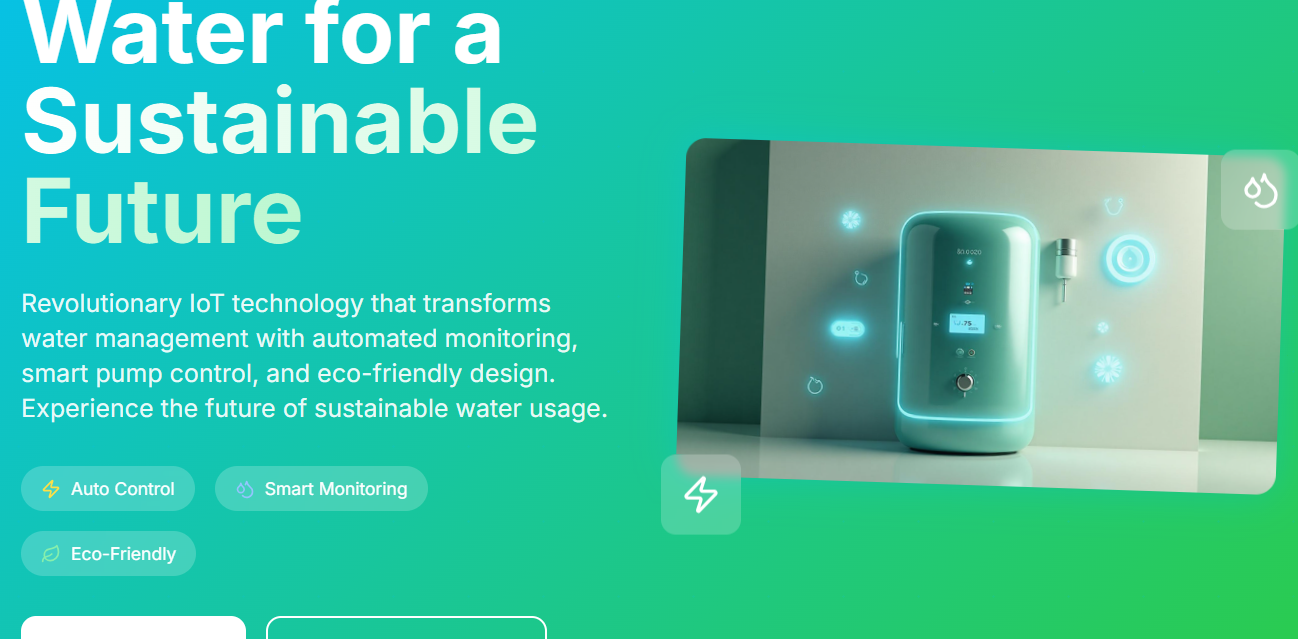 Water for a
Sustainable
Future
Revolutionary IoT technology that transforms
water management with automated monitoring,
smart pump control, and eco-friendly design.
Experience the future of sustainable water usage.
Auto Control
Smart Monitoring
Eco-Friendly